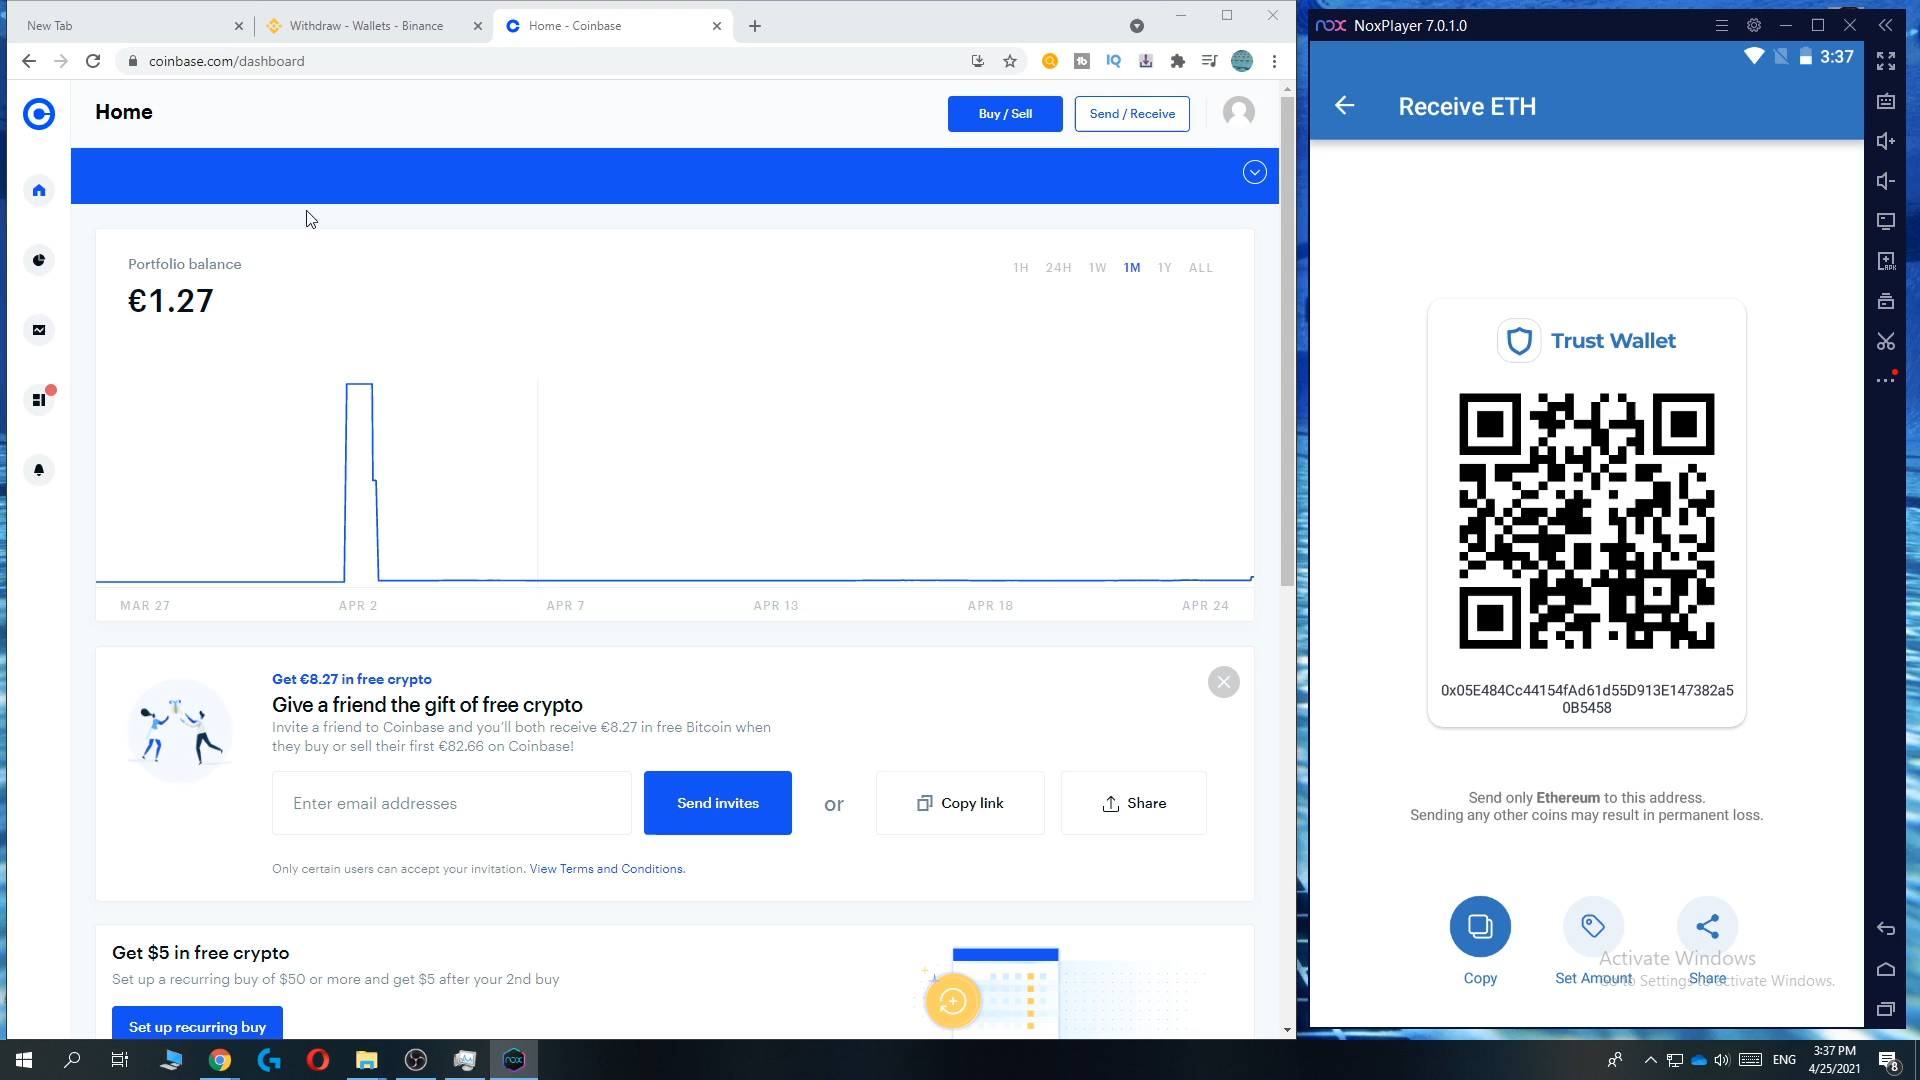 New Tab
Withdraw - Wallets - Binance
Home - Coinbase
coinbase.com/dashboard
Home
Buy / Sell
Send / Receive
Portfolio balance
€1.27
1H 24H 1W 1M 1Y ALL
MAR 27 APR 2 APR 7 APR 13 APR 18 APR 24
Get €8.27 in free crypto
Give a friend the gift of free crypto
Invite a friend to Coinbase and you'll both receive €8.27 in free Bitcoin when
they buy or sell their first €82.66 on Coinbase!
Enter email addresses
Send invites
or
Copy link
Share
Only certain users can accept your invitation. View Terms and Conditions.
Get $5 in free crypto
Set up a recurring buy of $50 or more and get $5 after your 2nd buy
Set up recurring buy
nox NoxPlayer 7.0.1.0
3:37
Receive ETH
Trust Wallet
0x05E484Cc44154fAd61d55D913E147382a5
0B5458
Send only Ethereum to this address.
Sending any other coins may result in permanent loss.
Copy
Set Amount
Share
Activate Windows
Go to Settings to activate Windows.
ENG
3:37 PM
4/25/2021
8